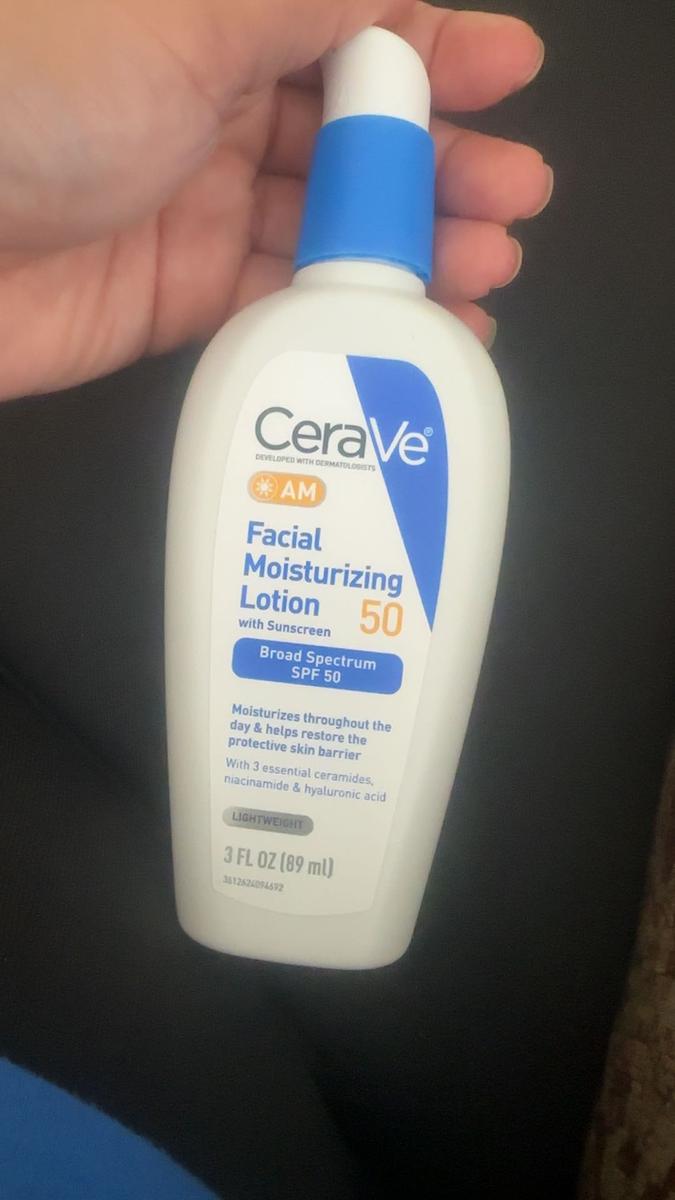 CeraVe®
DEVELOPED WITH DERMATOLOGISTS
AM
Facial
Moisturizing
Lotion 50
with Sunscreen
Broad Spectrum
SPF 50
Moisturizes throughout the
day & helps restore the
protective skin barrier
With 3 essential ceramides,
niacinamide & hyaluronic acid
LIGHTWEIGHT
3 FL OZ (89 ml)
3612624094692